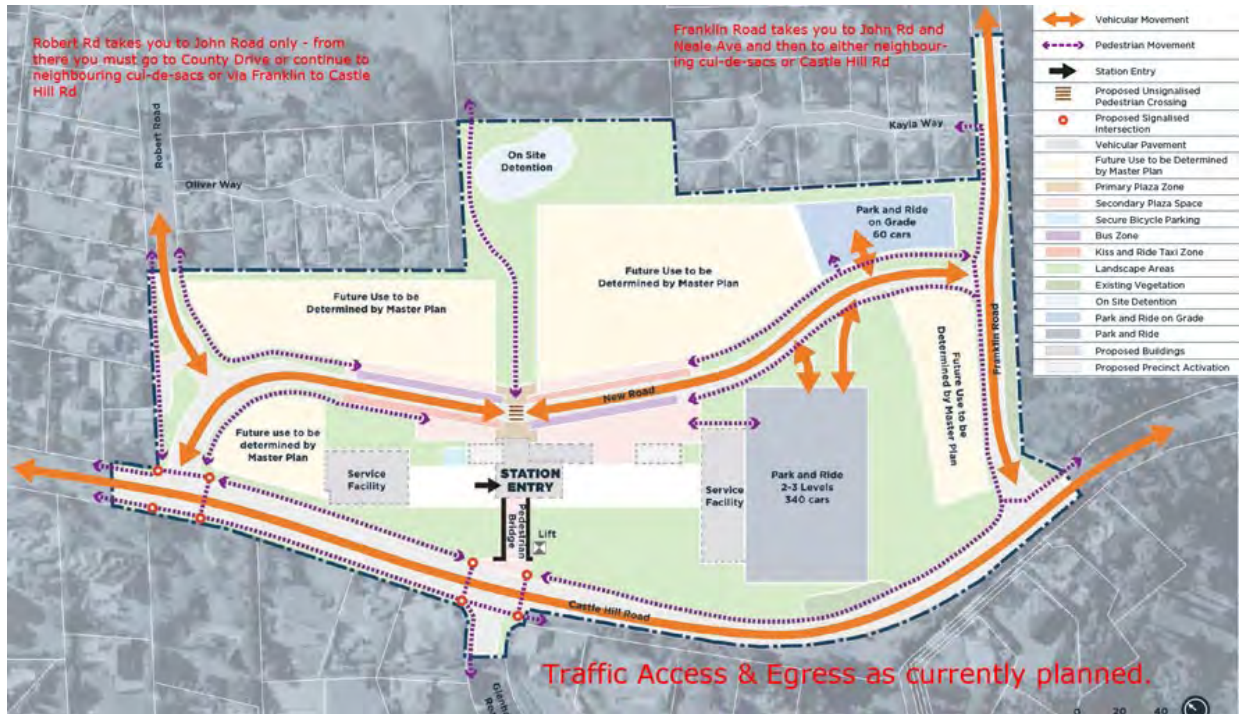 Robert Rd takes you to John Road only - from
there you must go to County Drive or continue to
neighbouring cul-de-sacs or via Franklin to Castle
Hill Rd
Franklin Road takes you to John Rd and
Neale Ave and then to either neighbour-
ing cul-de-sacs or Castle Hill Rd
Vehicular Movement
Pedestrian Movement
Station Entry
Proposed Unsignalised
Pedestrian Crossing
Proposed Signalised
Intersection
Vehicular Pavement
Future Use to be Determined
by Master Plan
Primary Plaza Zone
Secondary Plaza Space
Secure Bicycle Parking
Bus Zone
Kiss and Ride Taxi Zone
Landscape Areas
Existing Vegetation
On Site Detention
Park and Ride on Grade
Park and Ride
Proposed Buildings
Proposed Precinct Activation
Robert Road
Oliver Way
On Site
Detention
Kayla Way
Park and Ride
on Grade
60 cars
Future Use to be
Determined by Master Plan
Future Use to be
Determined by Master Plan
Future Use to be
Determined by
Master Plan
Franklin Road
New Road
Future use to be
determined by
Master Plan
Service
Facility
STATION
ENTRY
Pedestrian
Bridge
Lift
Service
Facility
Park and Ride
2-3 Levels
340 cars
Castle Hill Road
Traffic Access & Egress as currently planned.
0 20 40